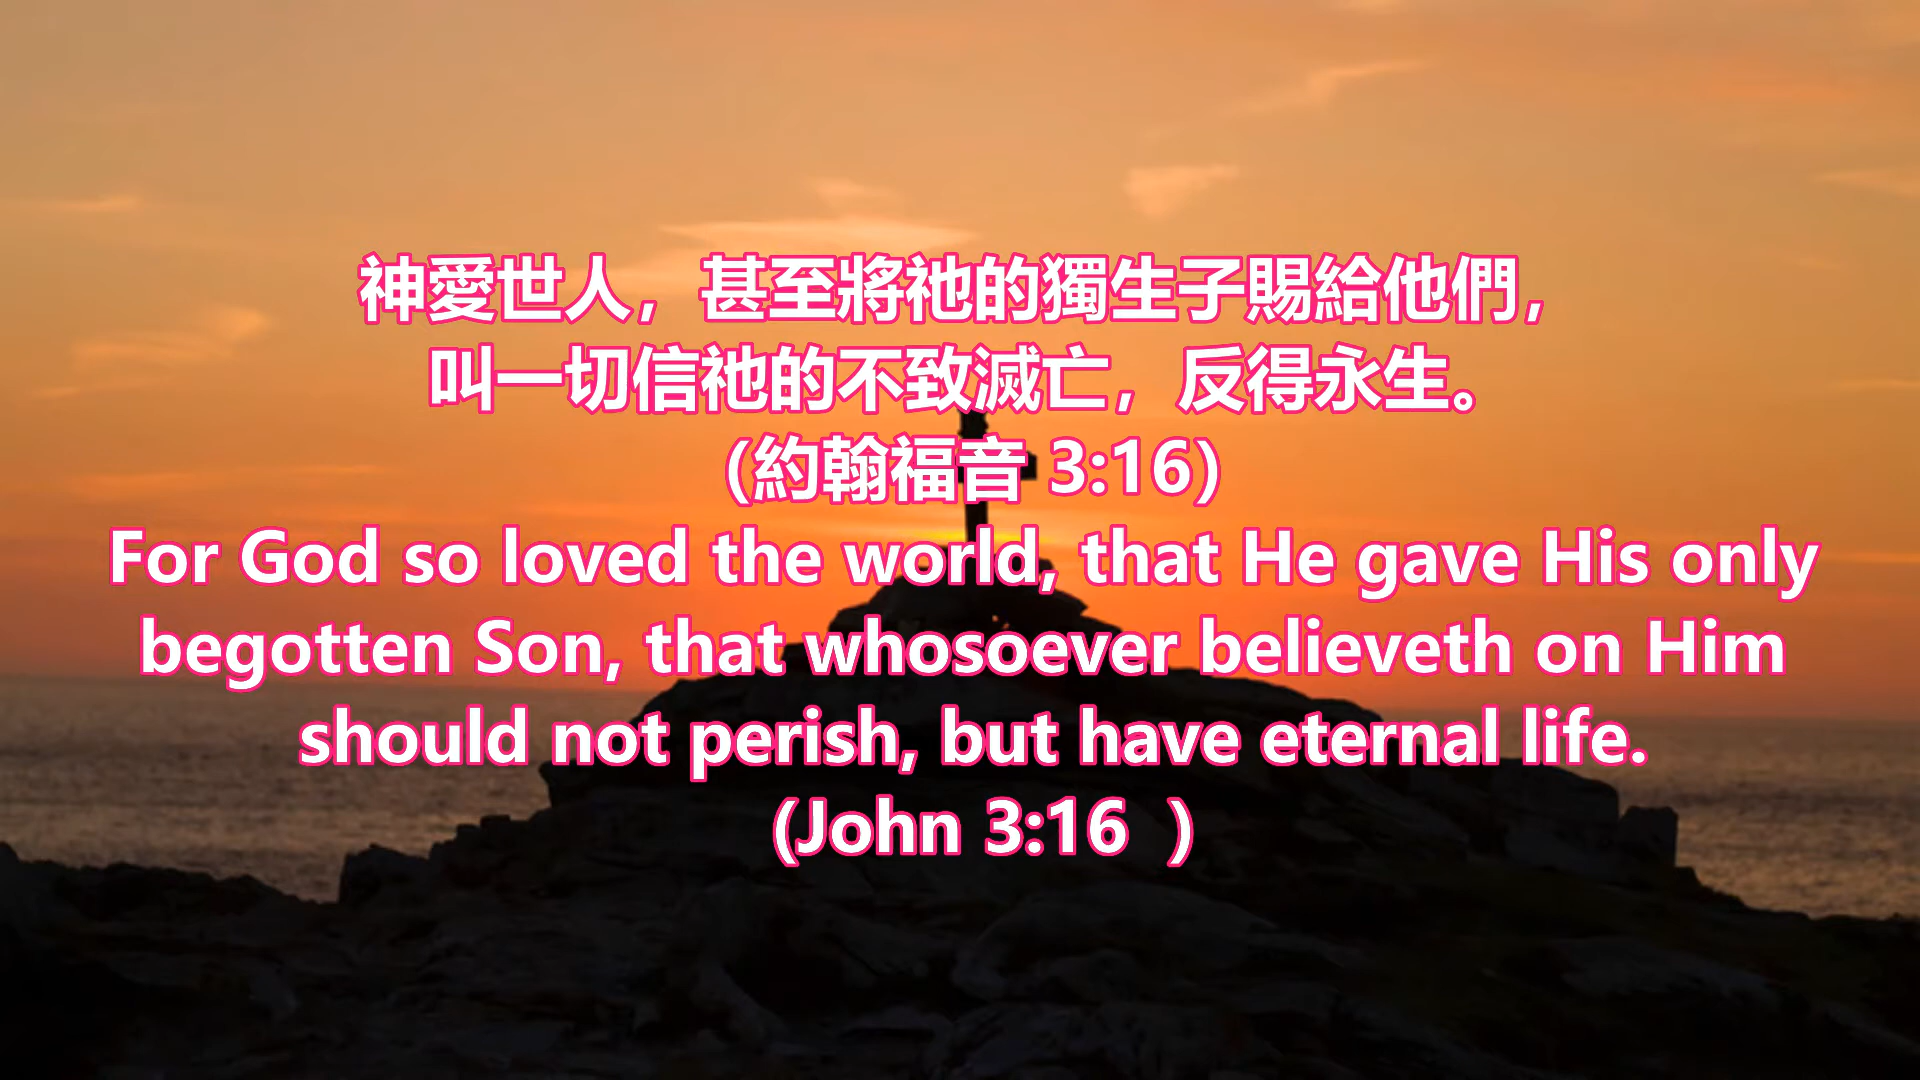 神愛世人，甚至將祂的獨生子賜給他們，
叫一切信祂的不致滅亡，反得永生。
(約翰福音 3:16)
For God so loved the world, that He gave His only
begotten Son, that whosoever believeth on Him
should not perish, but have eternal life.
(John 3:16  )